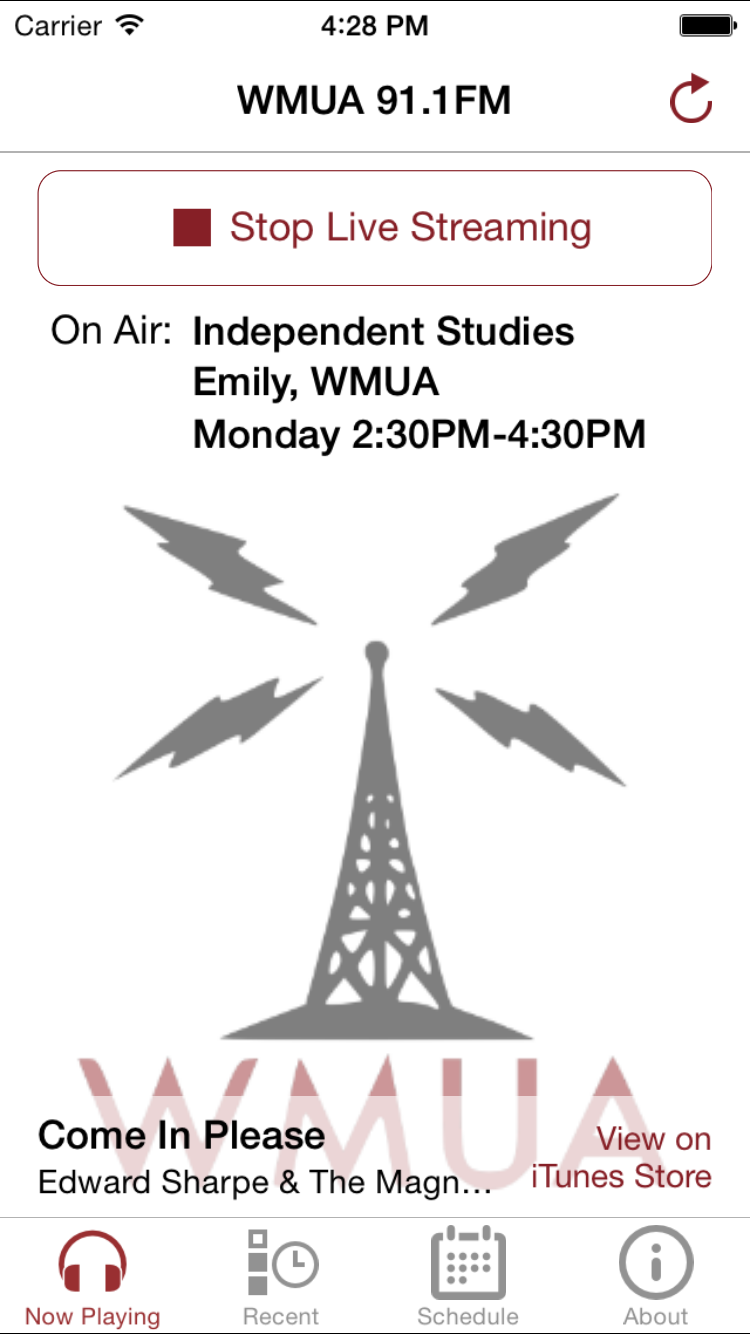 Carrier 4:28 PM
WMUA 91.1FM
Stop Live Streaming
On Air: Independent Studies
Emily, WMUA
Monday 2:30PM-4:30PM
WMUA
Come In Please
Edward Sharpe & The Magn...
View on
iTunes Store
Now Playing Recent Schedule About